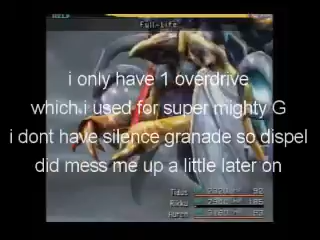 Full-Life
i only have 1 overdrive
which i used for super mighty G
i dont have silence granade so dispel
did mess me up a little later on
Tidus
Rikku
Auron